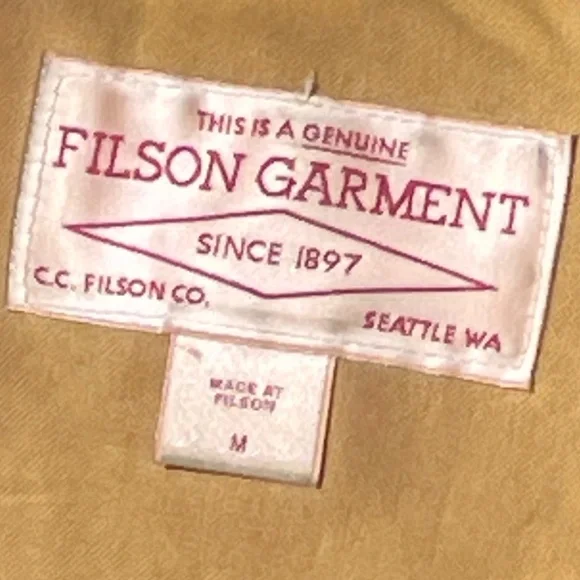 THIS IS A GENUINE
FILSON GARMENT
SINCE 1897
C.C. FILSON CO.
SEATTLE WA
MADE AT
FILSON
M